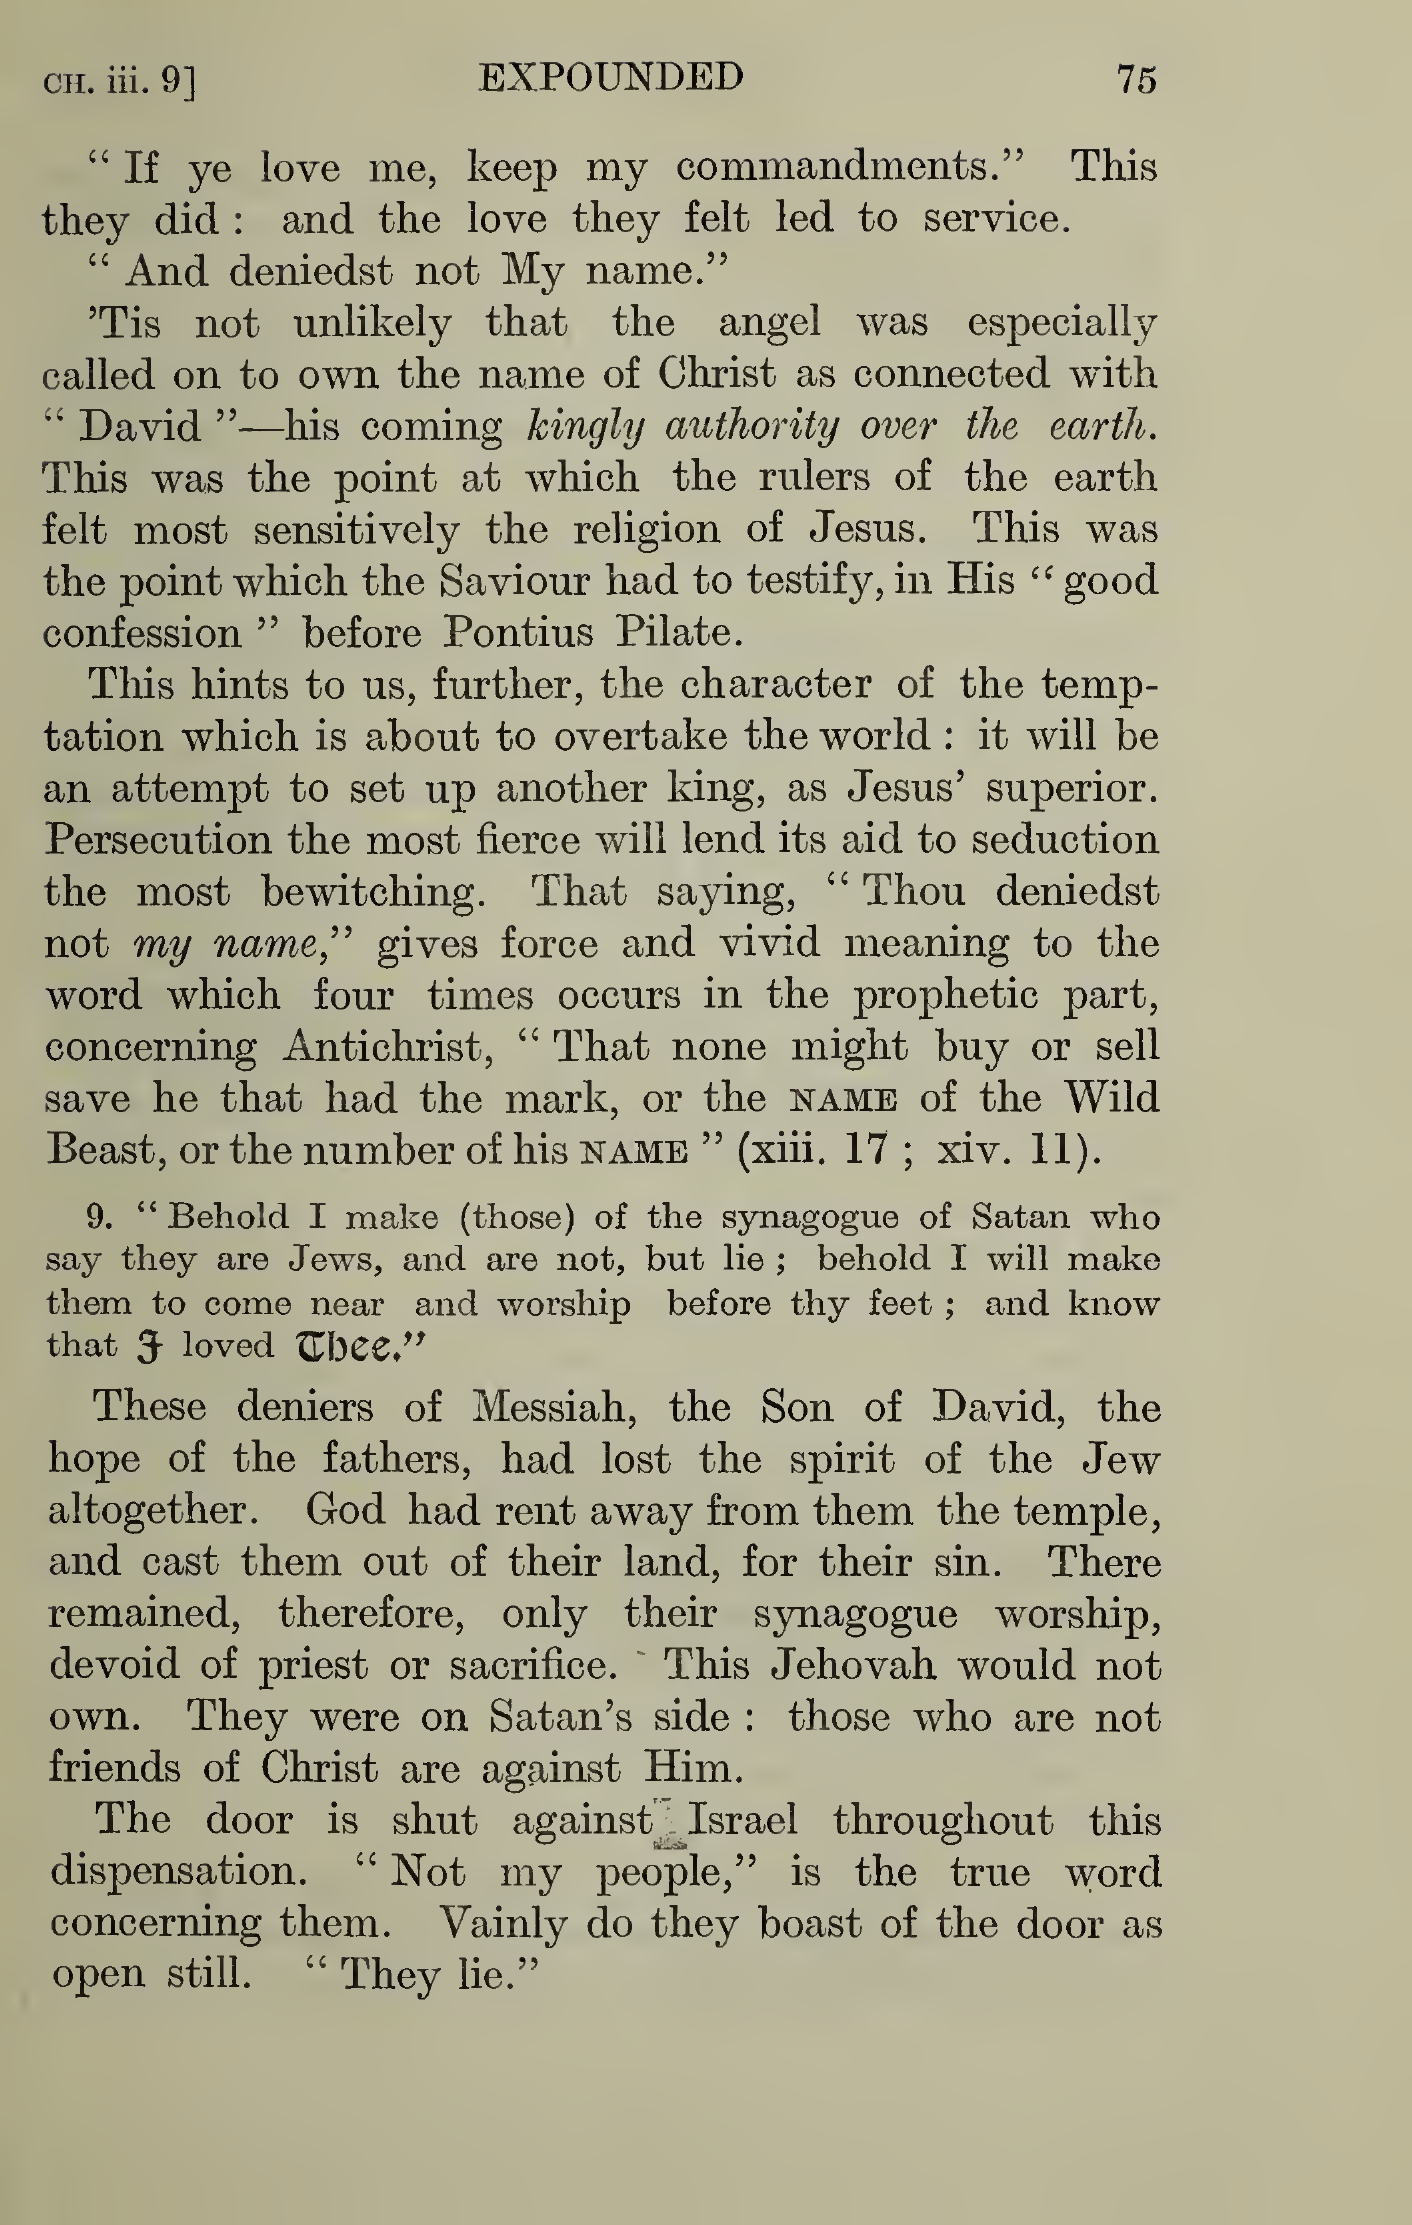 CH. iii. 9] EXPOUNDED 75
“ If ye love me, keep my commandments.” This
they did : and the love they felt led to service.
“ And deniedst not My name.”
’Tis not unlikely that the angel was especially
called on to own the name of Christ as connected with
“ David ”—his coming kingly authority over the earth.
This was the point at which the rulers of the earth
felt most sensitively the religion of Jesus. This was
the point which the Saviour had to testify, in His “ good
confession ” before Pontius Pilate.
This hints to us, further, the character of the temp-
tation which is about to overtake the world : it will be
an attempt to set up another king, as Jesus’ superior.
Persecution the most fierce will lend its aid to seduction
the most bewitching. That saying, “ Thou deniedst
not my name,” gives force and vivid meaning to the
word which four times occurs in the prophetic part,
concerning Antichrist, “ That none might buy or sell
save he that had the mark, or the NAME of the Wild
Beast, or the number of his NAME ” (xiii. 17 ; xiv. 11).
9. “ Behold I make (those) of the synagogue of Satan who
say they are Jews, and are not, but lie ; behold I will make
them to come near and worship before thy feet ; and know
that I loved Thee.”
These deniers of Messiah, the Son of David, the
hope of the fathers, had lost the spirit of the Jew
altogether. God had rent away from them the temple,
and cast them out of their land, for their sin. There
remained, therefore, only their synagogue worship,
devoid of priest or sacrifice. This Jehovah would not
own. They were on Satan’s side : those who are not
friends of Christ are against Him.
The door is shut against Israel throughout this
dispensation. “ Not my people,” is the true word
concerning them. Vainly do they boast of the door as
open still. “ They lie.”